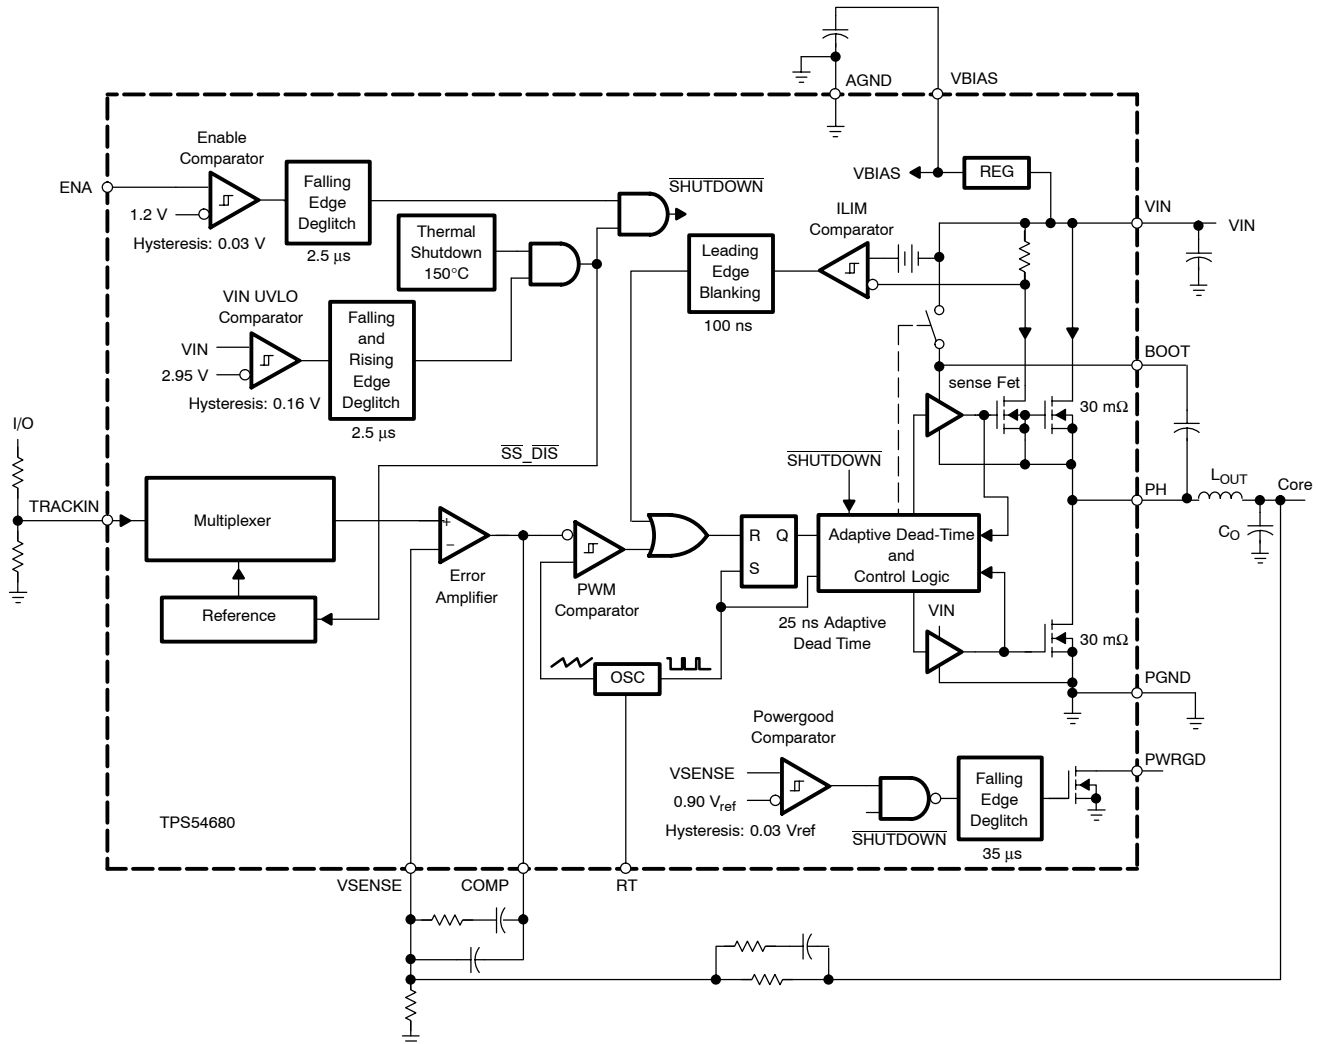 AGND
VBIAS
Enable
Comparator
ENA
1.2 V
Hysteresis: 0.03 V
Falling
Edge
Deglitch
2.5 μs
Thermal
Shutdown
150°C
SHUTDOWN
VBIAS
REG
ILIM
Comparator
VIN
VIN
Leading
Edge
Blanking
100 ns
VIN UVLO
Comparator
VIN
2.95 V
Hysteresis: 0.16 V
Falling
and
Rising
Edge
Deglitch
2.5 μs
BOOT
sense Fet
30 mΩ
I/O
SS_DIS
SHUTDOWN
TRACKIN
Multiplexer
Reference
+
−
Error
Amplifier
PWM
Comparator
R Q
S
Adaptive Dead-Time
and
Control Logic
25 ns Adaptive
Dead Time
VIN
30 mΩ
PH
LOUT
Core
CO
OSC
PGND
Powergood
Comparator
VSENSE
0.90 Vref
Hysteresis: 0.03 Vref
SHUTDOWN
Falling
Edge
Deglitch
35 μs
PWRGD
TPS54680
VSENSE
COMP
RT